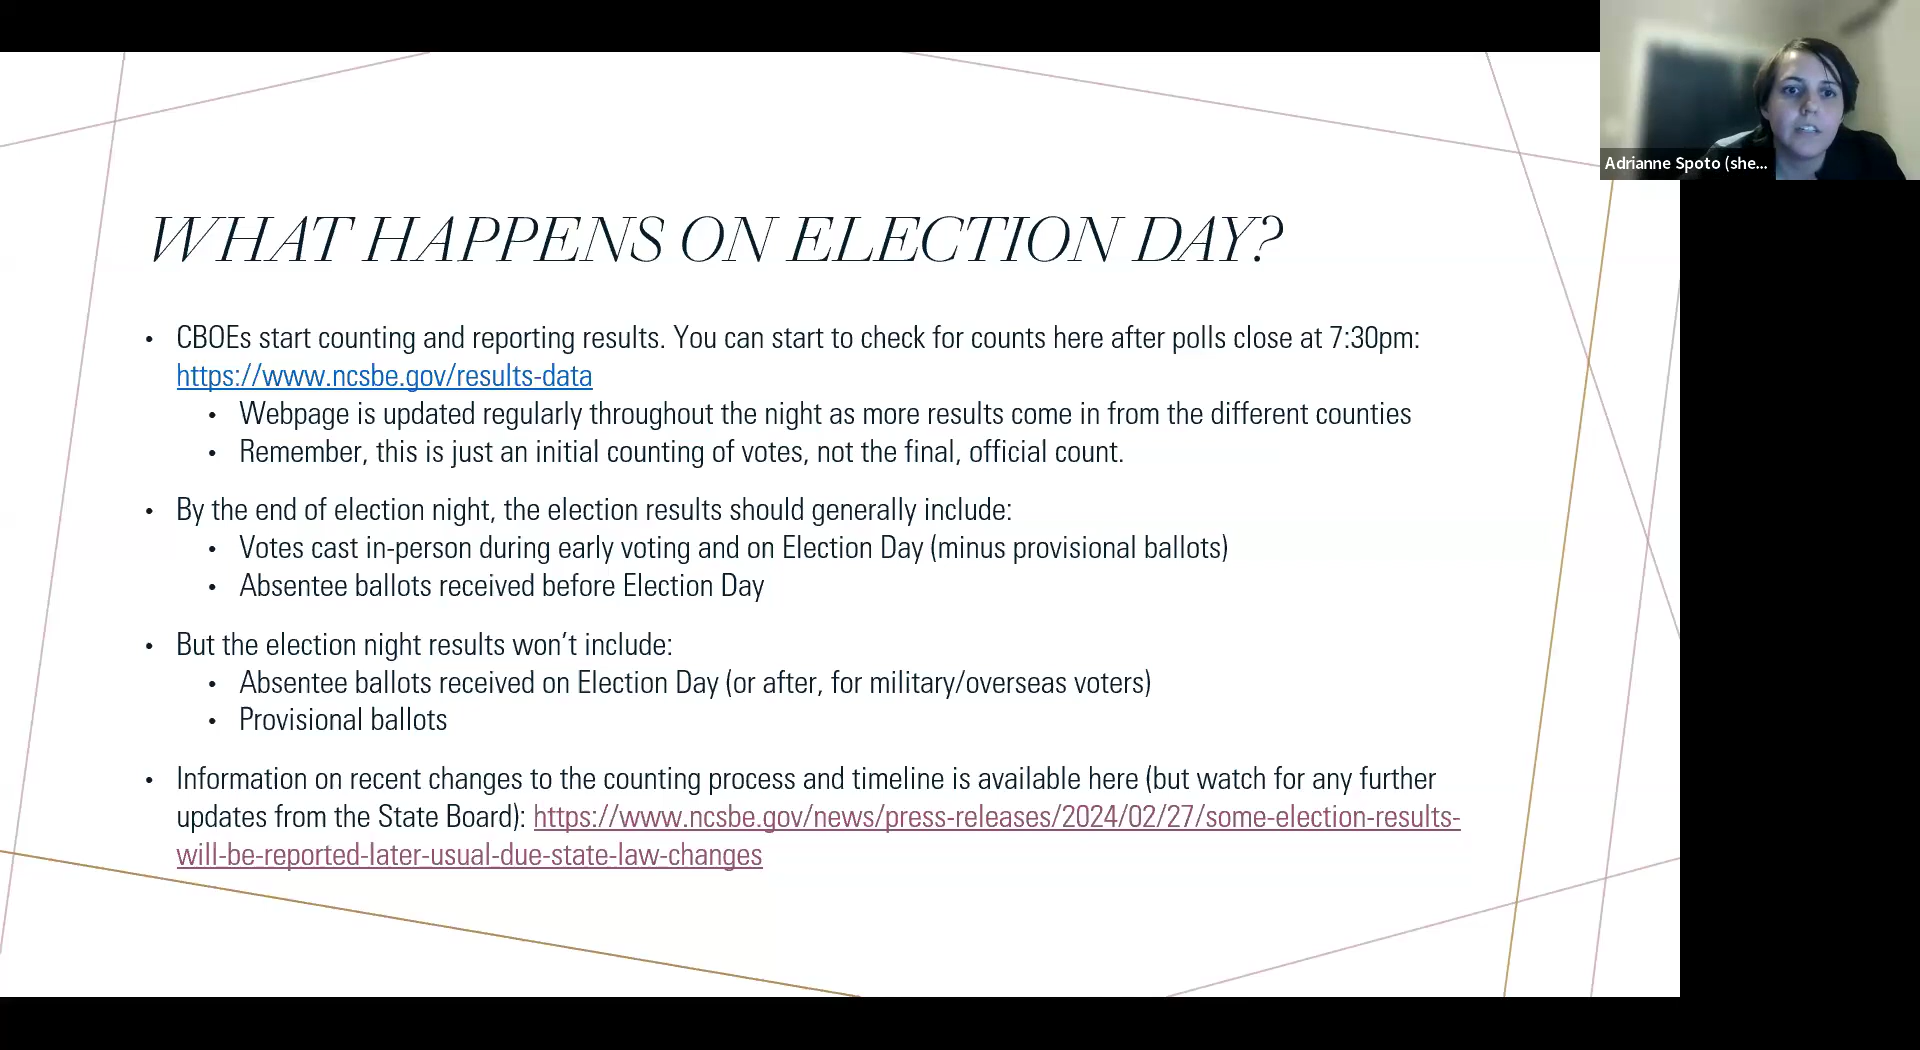 WHAT HAPPENS ON ELECTION DAY?
• CBOEs start counting and reporting results. You can start to check for counts here after polls close at 7:30pm:
https://www.ncsbe.gov/results-data
• Webpage is updated regularly throughout the night as more results come in from the different counties
• Remember, this is just an initial counting of votes, not the final, official count.
• By the end of election night, the election results should generally include:
• Votes cast in-person during early voting and on Election Day (minus provisional ballots)
• Absentee ballots received before Election Day
• But the election night results won’t include:
• Absentee ballots received on Election Day (or after, for military/overseas voters)
• Provisional ballots
• Information on recent changes to the counting process and timeline is available here (but watch for any further
updates from the State Board): https://www.ncsbe.gov/news/press-releases/2024/02/27/some-election-results-
will-be-reported-later-usual-due-state-law-changes
Adrianne Spoto (she...